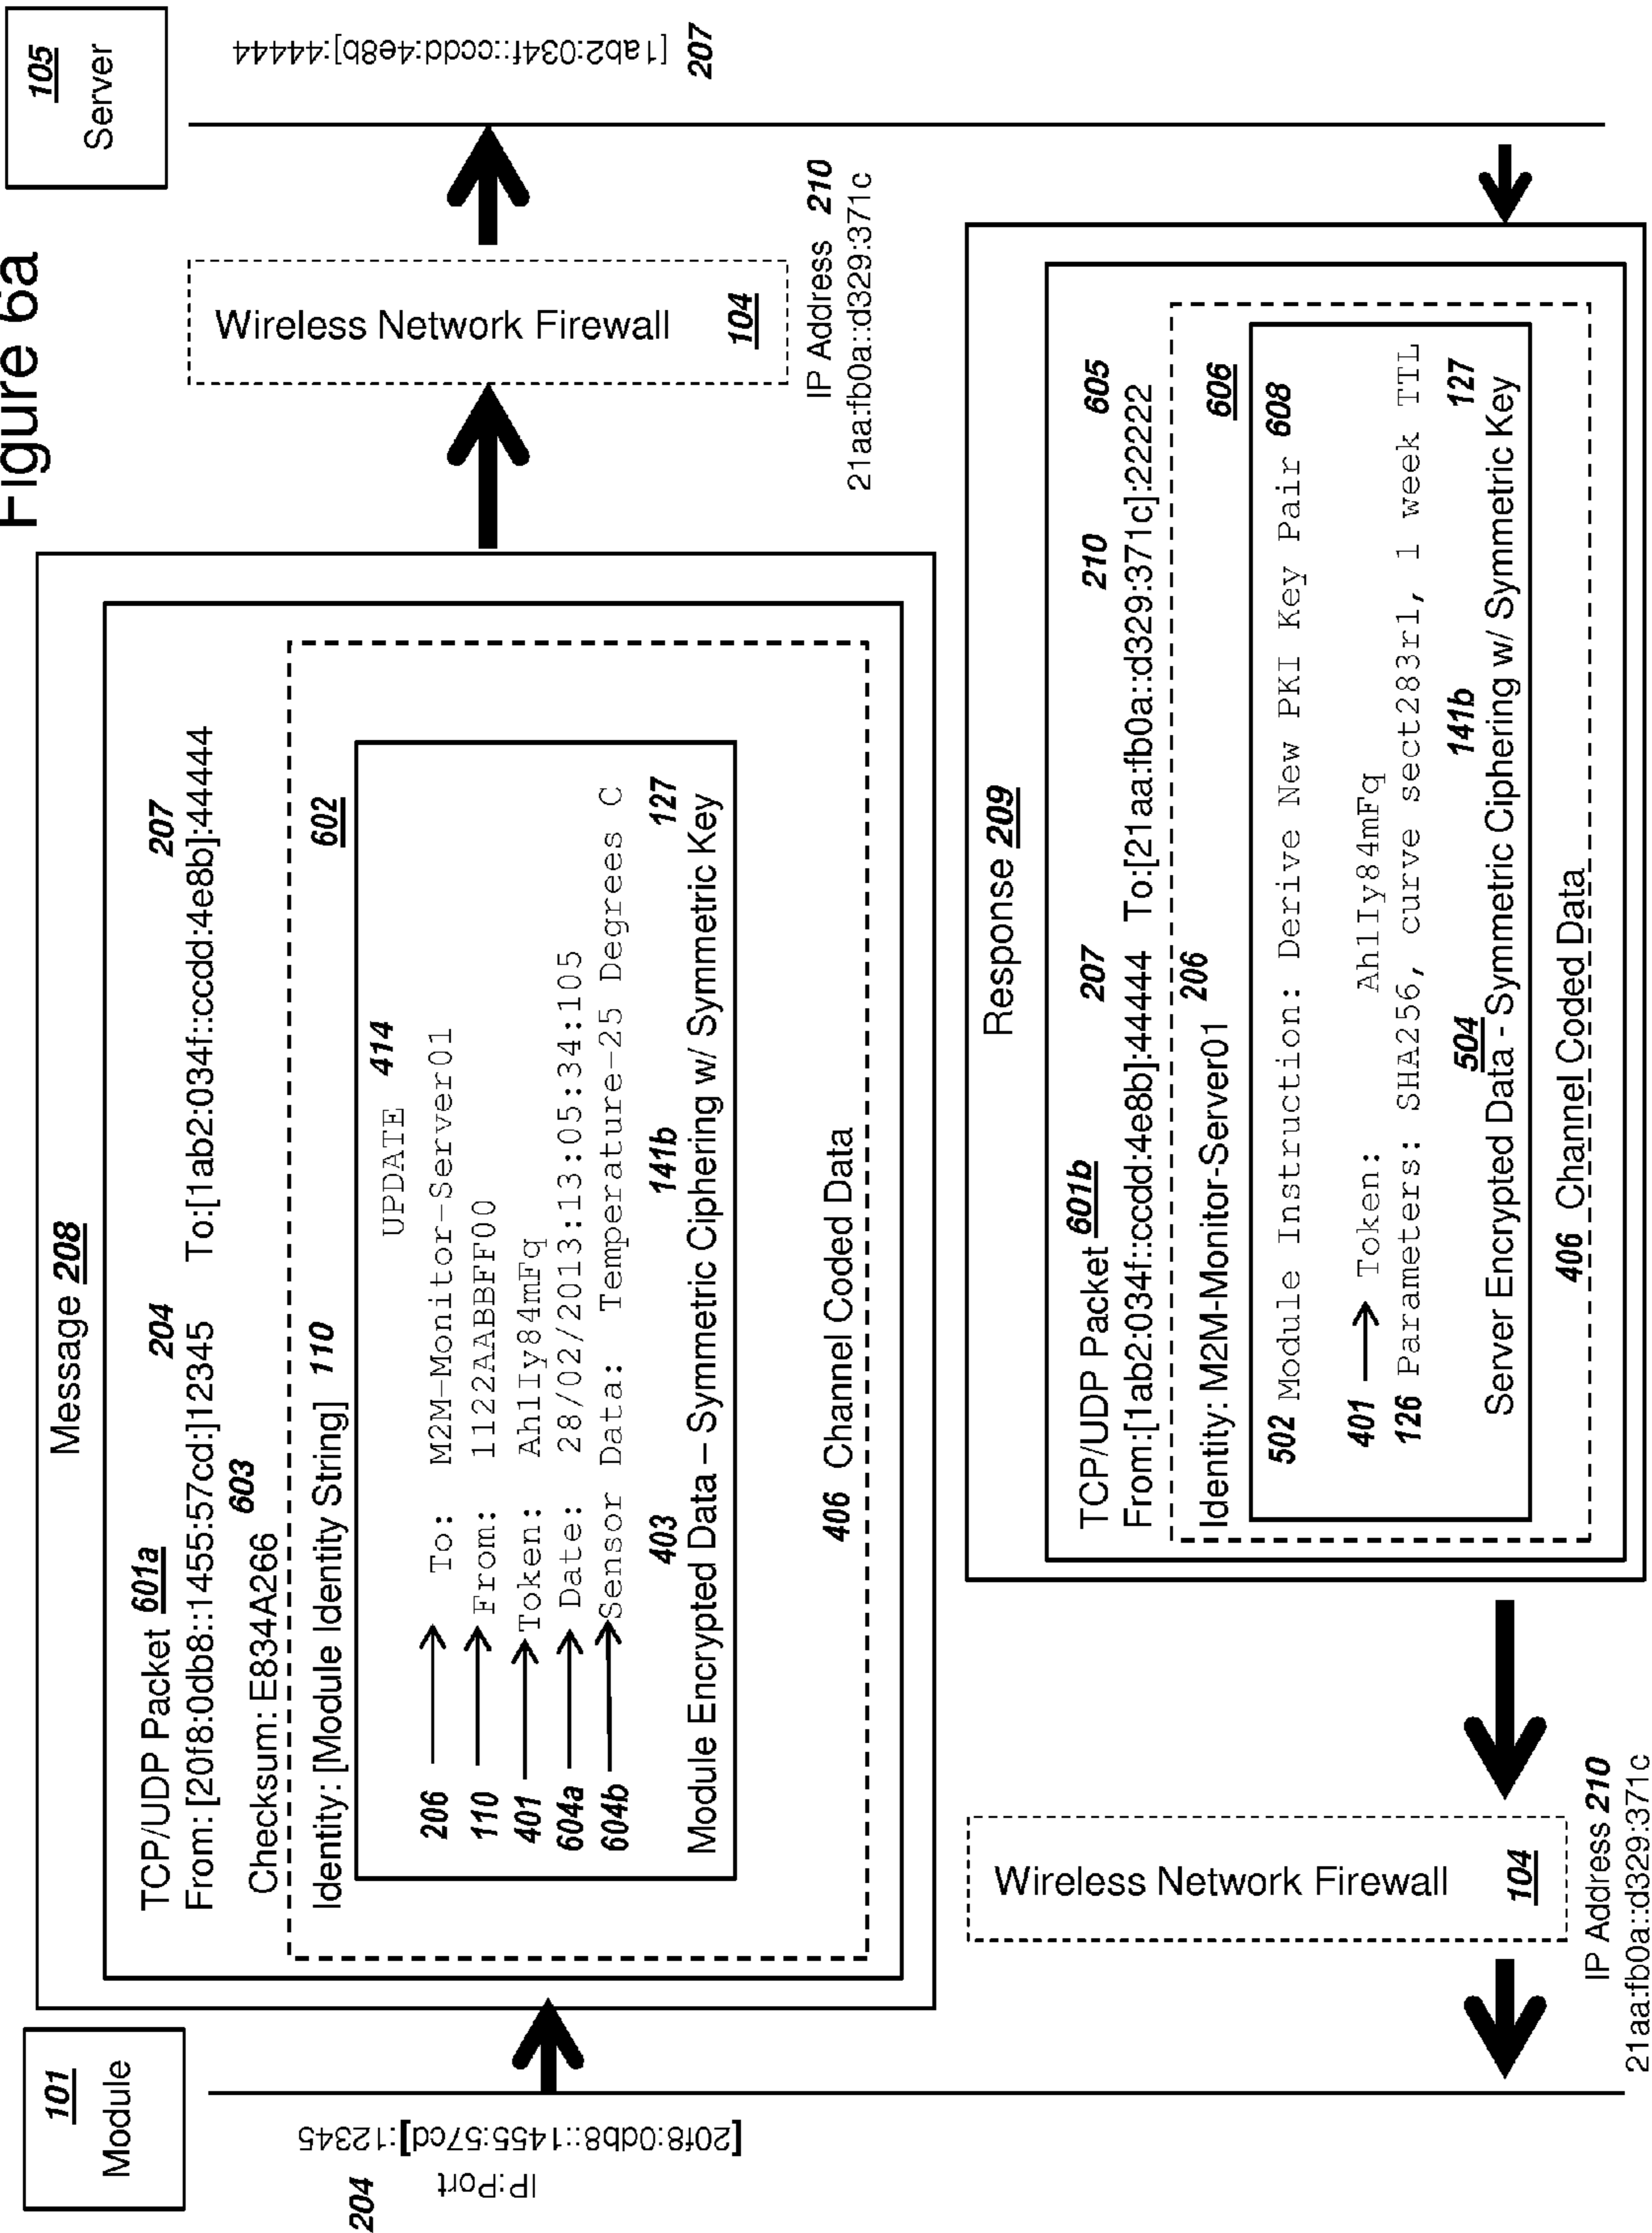 Figure 6a
101
Module
105
Server
204
IP:Port
[20f8:0db8::1455:57cd]:12345
[1ab2:034f::ccdd:4e8b]:44444
207
Message 208
TCP/UDP Packet 601a 204 207
From: [20f8:0db8::1455:57cd:]12345 To:[1ab2:034f::ccdd:4e8b]:44444
603
Checksum: E834A266
Identity: [Module Identity String] 110 602
UPDATE 414
206 To: M2M-Monitor-Server01
110 From: 1122AABBFF00
401 Token: Ah1Iy84mFq
604a Date: 28/02/2013:13:05:34:105
604b Sensor Data: Temperature-25 Degrees C
403 141b 127
Module Encrypted Data – Symmetric Ciphering w/ Symmetric Key
406 Channel Coded Data
Wireless Network Firewall
104
IP Address 210
21aa:fb0a::d329:371c
Response 209
TCP/UDP Packet 601b 207 210 605
From:[1ab2:034f::ccdd:4e8b]:44444 To:[21aa:fb0a::d329:371c]:22222
Identity: M2M-Monitor-Server01 206 606
502 Module Instruction: Derive New PKI Key Pair 608
401 Token: Ah1Iy84mFq
126 Parameters: SHA256, curve sect283r1, 1 week TTL
504 141b 127
Server Encrypted Data - Symmetric Ciphering w/ Symmetric Key
406 Channel Coded Data
Wireless Network Firewall
104
IP Address 210
21aa:fb0a::d329:371c